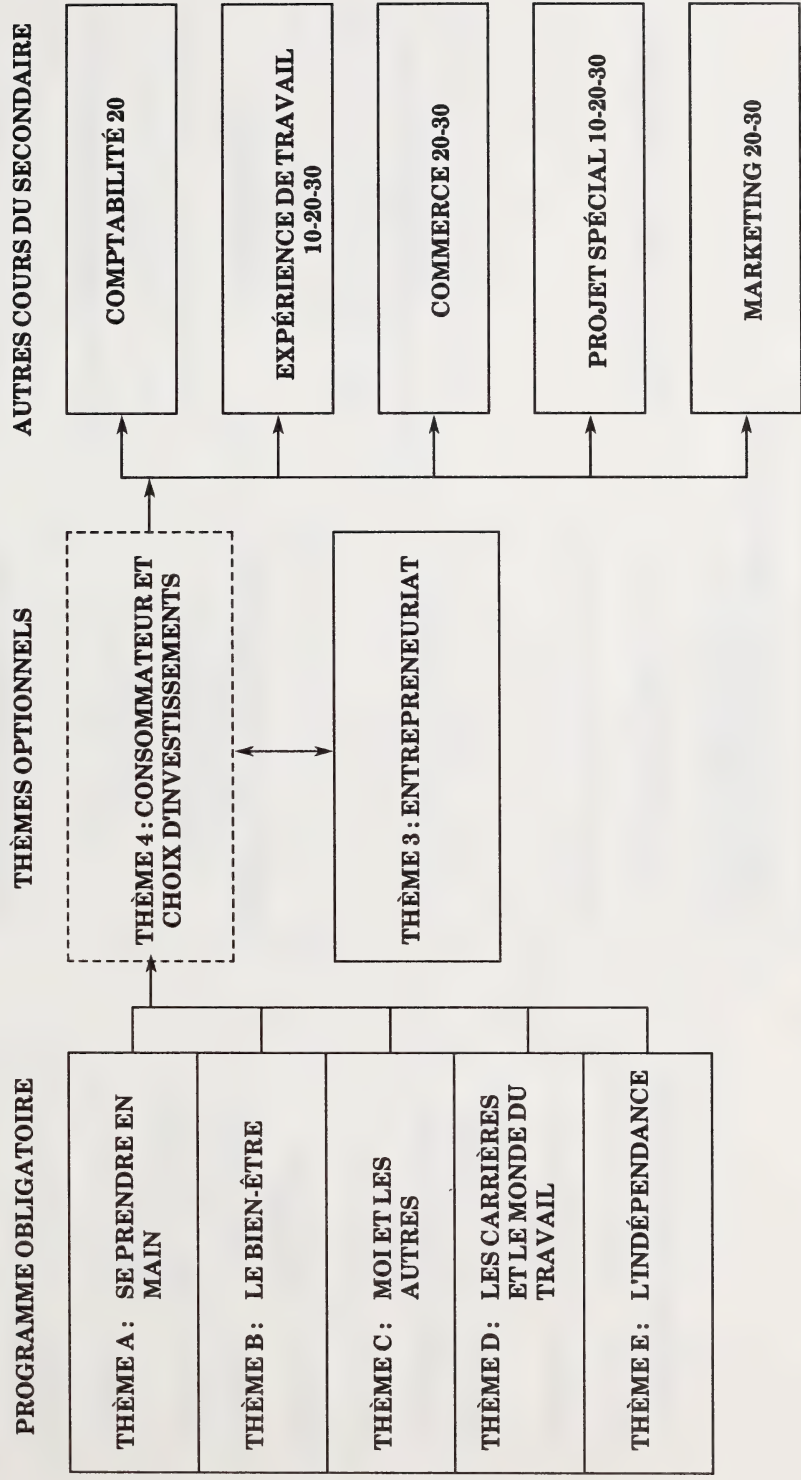 PROGRAMME OBLIGATOIRE
THÈME A : SE PRENDRE EN
MAIN
THÈME B : LE BIEN-ÊTRE
THÈME C : MOI ET LES
AUTRES
THÈME D : LES CARRIÈRES
ET LE MONDE DU
TRAVAIL
THÈME E : L'INDÉPENDANCE
THÈMES OPTIONNELS
THÈME 4 : CONSOMMATEUR ET
CHOIX D'INVESTISSEMENTS
THÈME 3 : ENTREPRENEURIAT
AUTRES COURS DU SECONDAIRE
COMPTABILITÉ 20
EXPÉRIENCE DE TRAVAIL
10-20-30
COMMERCE 20-30
PROJET SPÉCIAL 10-20-30
MARKETING 20-30